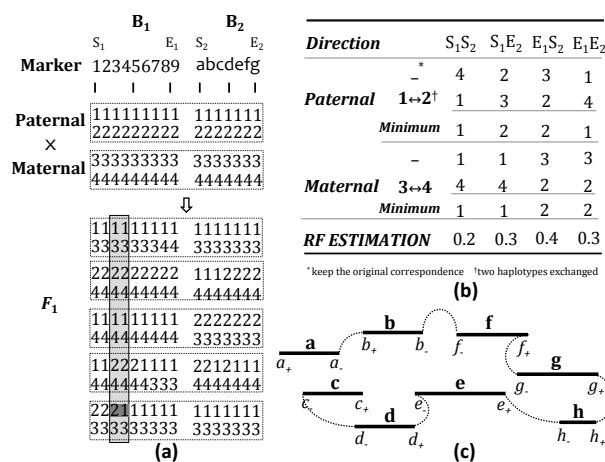 B₁ B₂
S₁ E₁ S₂ E₂
Marker 123456789 abcdefg
Paternal 111111111 1111111
222222222 2222222
×
Maternal 333333333 3333333
444444444 4444444
F₁
111111111 1111111
333333344 3333333
222222222 1112222
444444444 4444444
111111111 2222222
444444444 3333333
112221111 2212111
444444333 4444444
222111111 1111111
333333333 3333333
(a)
Direction S₁S₂ S₁E₂ E₁S₂ E₁E₂
Paternal
–* 4 2 3 1
1↔2† 1 3 2 4
Minimum 1 2 2 1
Maternal
– 1 1 3 3
3↔4 4 4 2 2
Minimum 1 1 2 2
RF ESTIMATION 0.2 0.3 0.4 0.3
*keep the original correspondence †two haplotypes exchanged
(b)
a b f
a₊ a₋ b₊ b₋ f₋ f₊
g
g₋ g₊
c e
c₋ c₊ e₋ e₊
d h
d₋ d₊ h₋ h₊
(c)